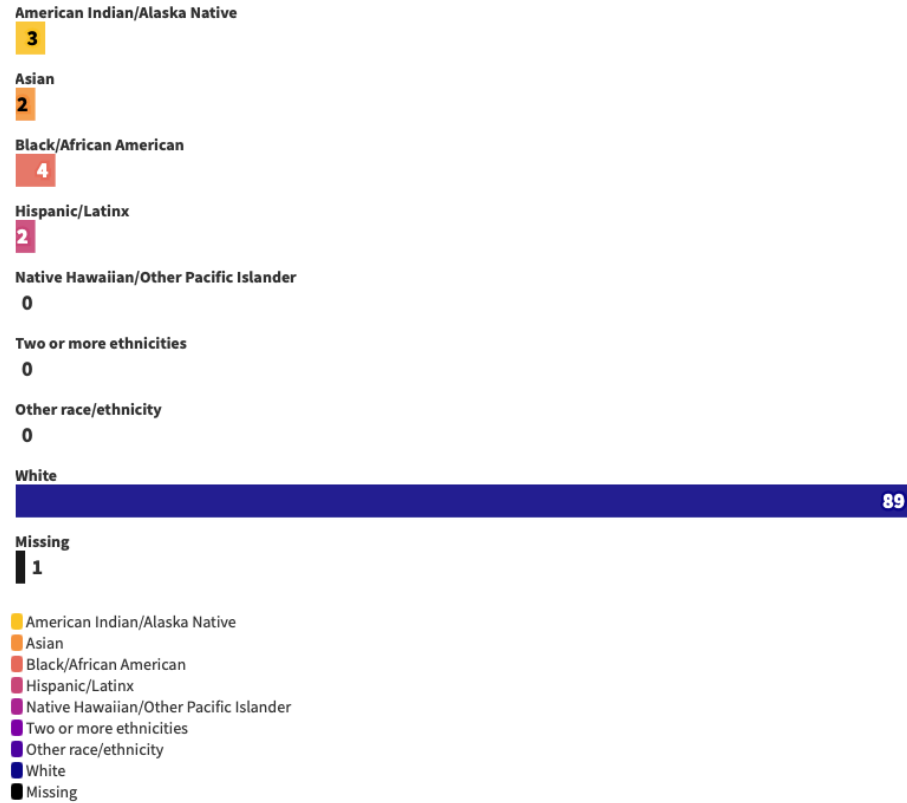 American Indian/Alaska Native
3
Asian
2
Black/African American
4
Hispanic/Latinx
2
Native Hawaiian/Other Pacific Islander
0
Two or more ethnicities
0
Other race/ethnicity
0
White
89
Missing
1
American Indian/Alaska Native
Asian
Black/African American
Hispanic/Latinx
Native Hawaiian/Other Pacific Islander
Two or more ethnicities
Other race/ethnicity
White
Missing